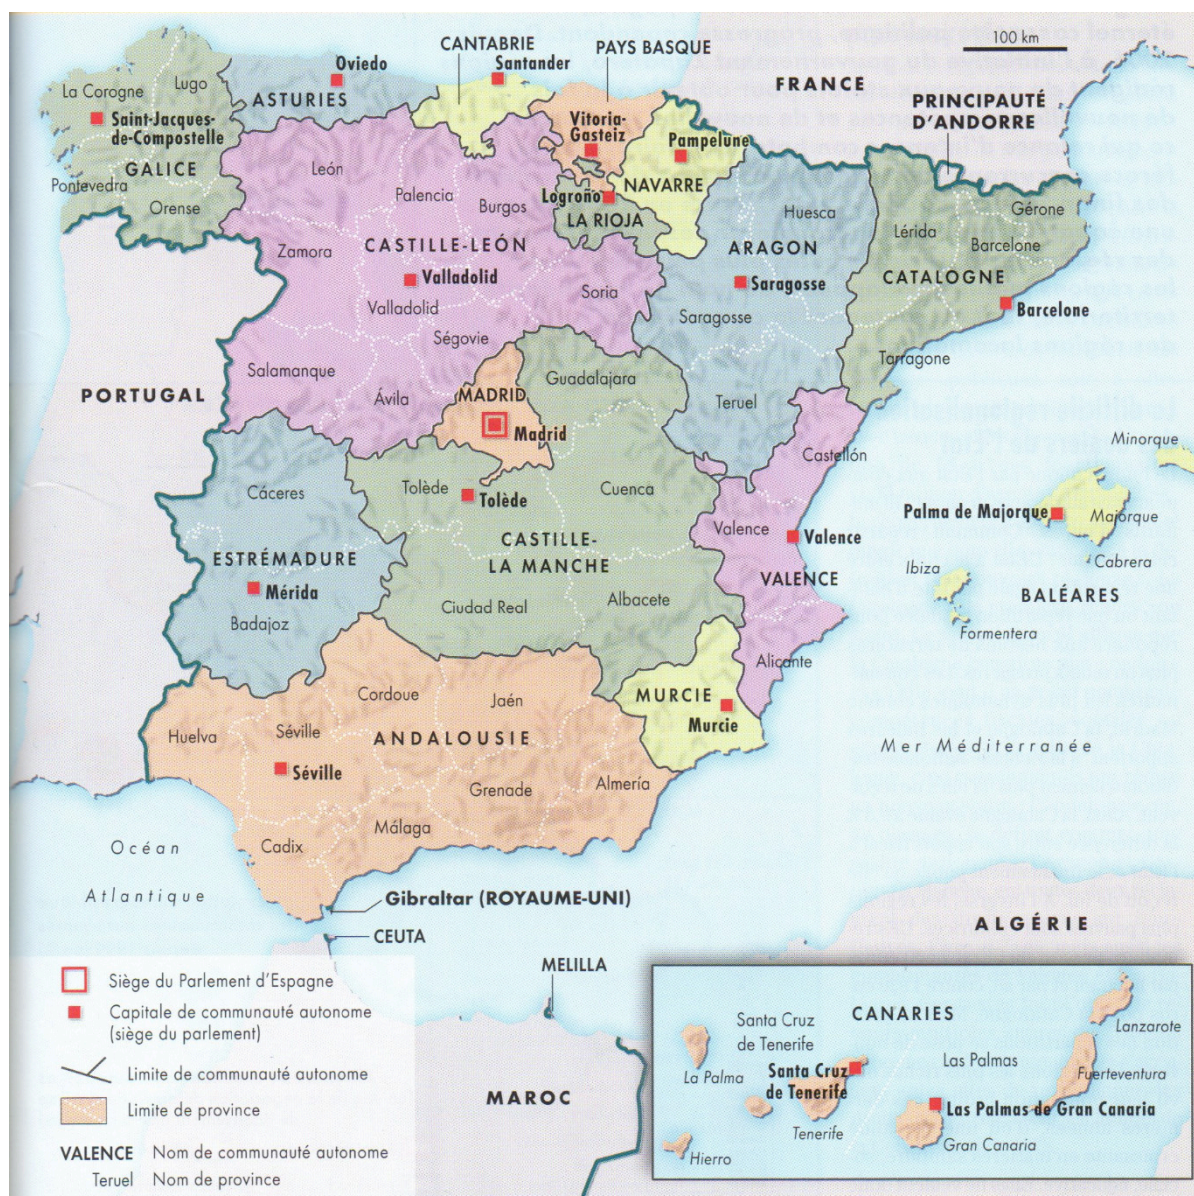 100 km
CANTABRIE
PAYS BASQUE
Oviedo
Santander
FRANCE
La Corogne
Lugo
ASTURIES
PRINCIPAUTÉ
D'ANDORRE
Saint-Jacques-
de-Compostelle
Vitoria-
Gasteiz
Pampelune
GALICE
León
Palencia
Burgos
NAVARRE
Pontevedra
Orense
Logroño
LA RIOJA
Huesca
Gérone
Lérida
Barcelone
Zamora
CASTILLE-LEÓN
ARAGON
CATALOGNE
Valladolid
Valladolid
Soria
Saragosse
Saragosse
Barcelone
Ségovie
Tarragone
Salamanque
Guadalajara
PORTUGAL
Ávila
MADRID
Madrid
Teruel
Castellón
Minorque
Cáceres
Tolède
Tolède
Cuenca
Valence
Valence
Palma de Majorque
Majorque
Cabrera
Ibiza
ESTRÉMADURE
CASTILLE-
LA MANCHE
VALENCE
BALÉARES
Mérida
Badajoz
Ciudad Real
Albacete
Formentera
Alicante
Cordoue
Jaén
MURCIE
Murcie
Huelva
Séville
ANDALOUSIE
Mer Méditerranée
Séville
Grenade
Almería
Málaga
Cadix
Océan
Atlantique
Gibraltar (ROYAUME-UNI)
CEUTA
ALGÉRIE
MELILLA
MAROC
Siège du Parlement d'Espagne
Capitale de communauté autonome
(siège du parlement)
Limite de communauté autonome
Limite de province
VALENCE Nom de communauté autonome
Teruel Nom de province
CANARIES
Santa Cruz
de Tenerife
Lanzarote
La Palma
Las Palmas
Santa Cruz
de Tenerife
Fuerteventura
Las Palmas de Gran Canaria
Tenerife
Gran Canaria
Hierro